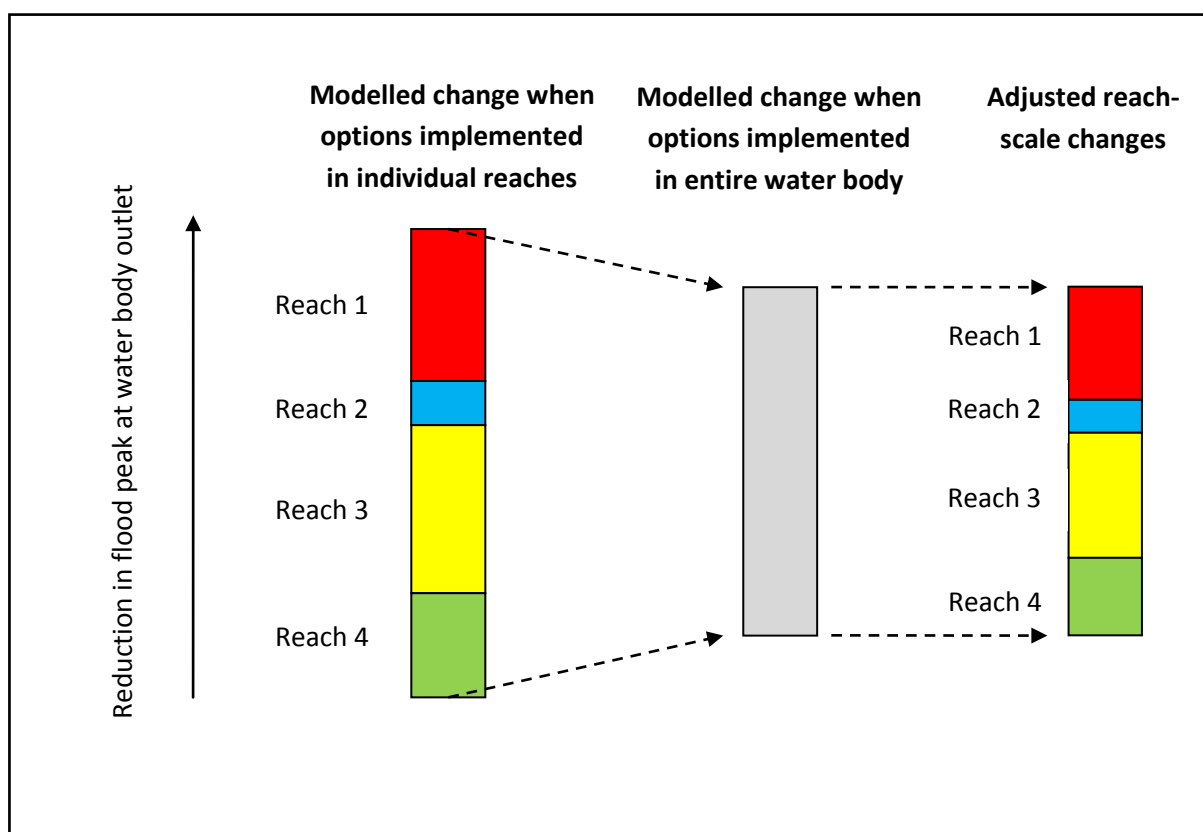 Modelled change when
options implemented
in individual reaches
Modelled change when
options implemented
in entire water body
Adjusted reach-
scale changes
Reduction in flood peak at water body outlet
Reach 1
Reach 2
Reach 3
Reach 4
Reach 1
Reach 2
Reach 3
Reach 4